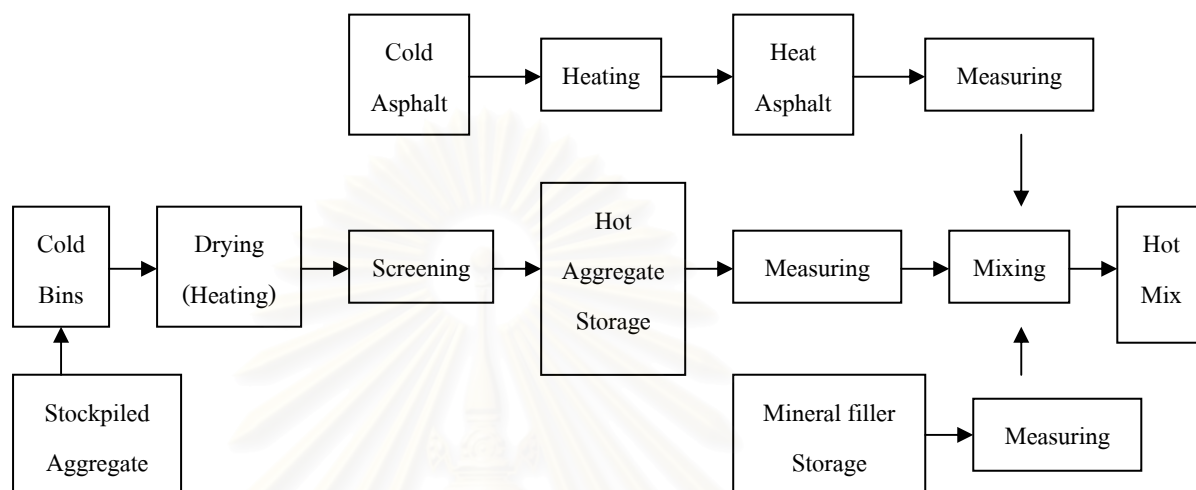 Cold
Asphalt
Heating
Heat
Asphalt
Measuring
Cold
Bins
Drying
(Heating)
Screening
Hot
Aggregate
Storage
Measuring
Mixing
Hot
Mix
Stockpiled
Aggregate
Mineral filler
Storage
Measuring